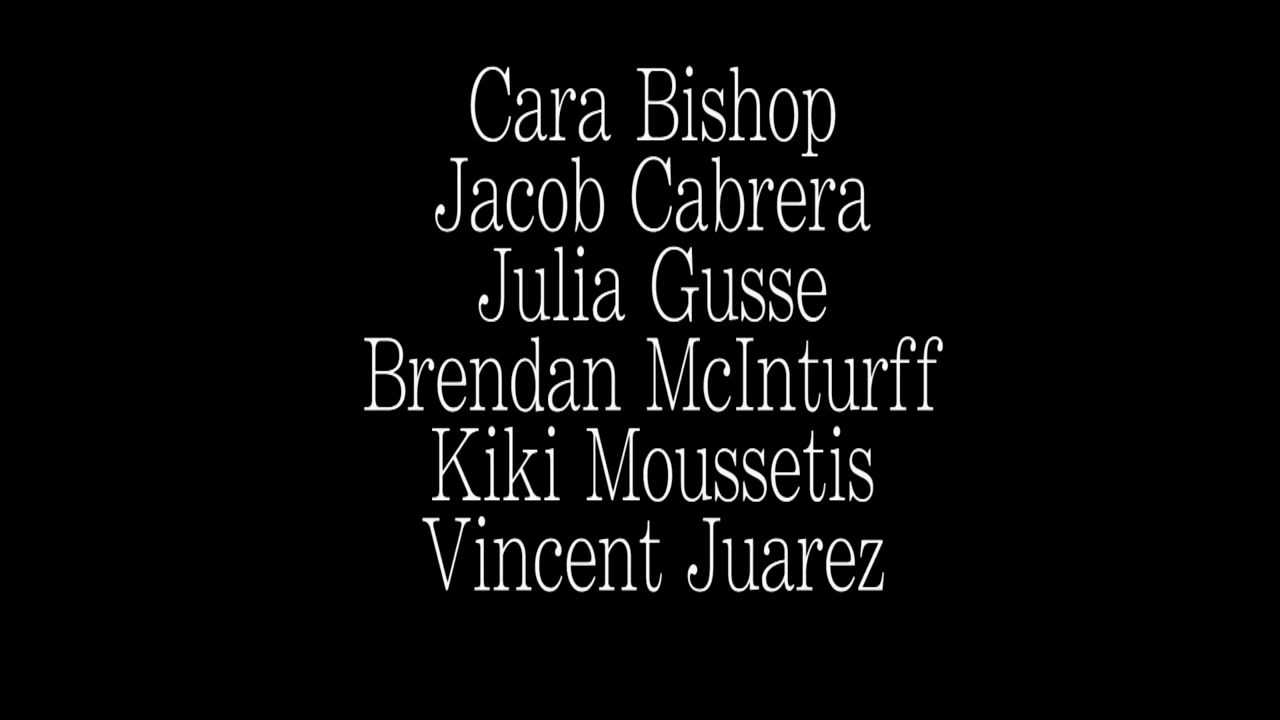 Cara Bishop
Jacob Cabrera
Julia Gusse
Brendan McInturff
Kiki Moussetis
Vincent Juarez